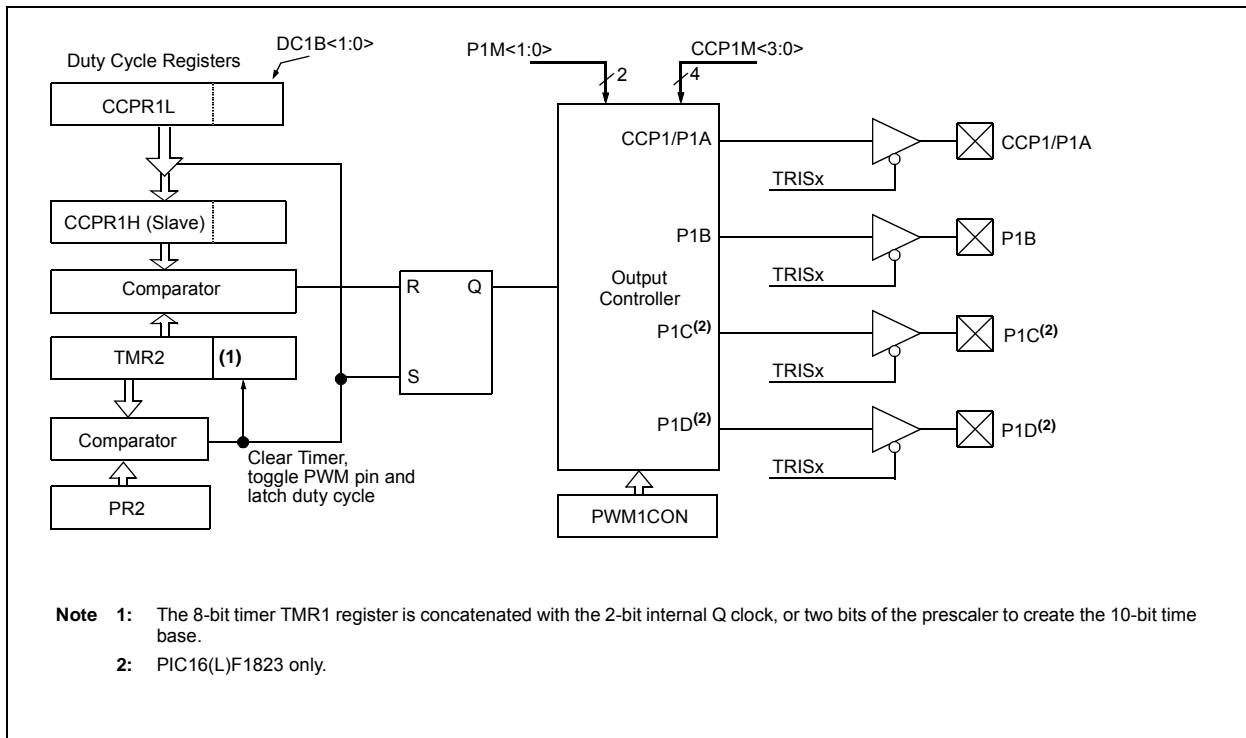 DC1B<1:0>
Duty Cycle Registers
CCPR1L
CCPR1H (Slave)
Comparator
TMR2
(1)
Comparator
PR2
Clear Timer,
toggle PWM pin and
latch duty cycle
R
Q
S
P1M<1:0>
2
CCP1M<3:0>
4
CCP1/P1A
P1B
Output
Controller
P1C(2)
P1D(2)
PWM1CON
TRISx
CCP1/P1A
TRISx
P1B
TRISx
P1C(2)
TRISx
P1D(2)
Note 1: The 8-bit timer TMR1 register is concatenated with the 2-bit internal Q clock, or two bits of the prescaler to create the 10-bit time
base.
2: PIC16(L)F1823 only.